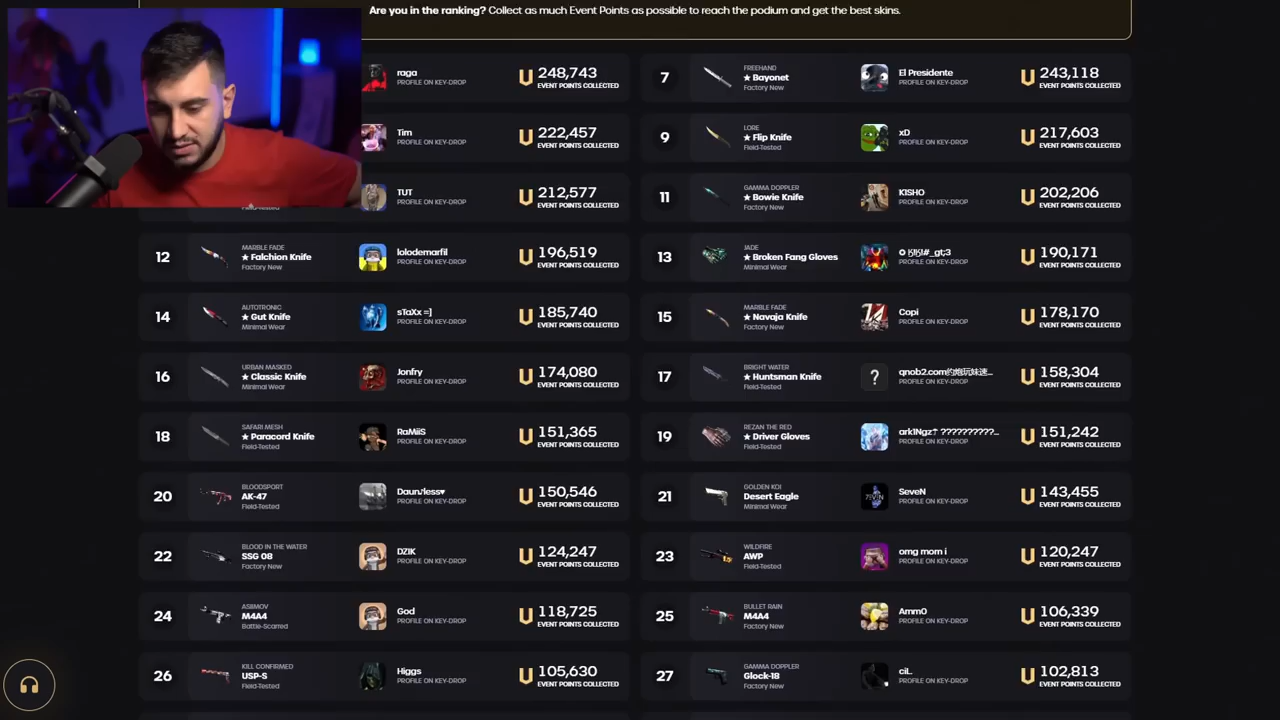 Are you in the ranking? Collect as much Event Points as possible to reach the podium and get the best skins.
raga
PROFILE ON KEY-DROP
248,743
EVENT POINTS COLLECTED
7
FREEHAND
★ Bayonet
Factory New
El Presidente
PROFILE ON KEY-DROP
243,118
EVENT POINTS COLLECTED
Tim
PROFILE ON KEY-DROP
222,457
EVENT POINTS COLLECTED
9
LORE
★ Flip Knife
Field-Tested
xD
PROFILE ON KEY-DROP
217,603
EVENT POINTS COLLECTED
TUT
PROFILE ON KEY-DROP
212,577
EVENT POINTS COLLECTED
11
GAMMA DOPPLER
★ Bowie Knife
Factory New
K1SHO
PROFILE ON KEY-DROP
202,206
EVENT POINTS COLLECTED
12
MARBLE FADE
★ Falchion Knife
Factory New
lolodemarfil
PROFILE ON KEY-DROP
196,519
EVENT POINTS COLLECTED
13
JADE
★ Broken Fang Gloves
Minimal Wear
PROFILE ON KEY-DROP
190,171
EVENT POINTS COLLECTED
14
AUTOTRONIC
★ Gut Knife
Minimal Wear
sTaXx =]
PROFILE ON KEY-DROP
185,740
EVENT POINTS COLLECTED
15
MARBLE FADE
★ Navaja Knife
Factory New
Copi
PROFILE ON KEY-DROP
178,170
EVENT POINTS COLLECTED
16
URBAN MASKED
★ Classic Knife
Minimal Wear
Jonfry
PROFILE ON KEY-DROP
174,080
EVENT POINTS COLLECTED
17
BRIGHT WATER
★ Huntsman Knife
Field-Tested
?
qnob2.com约炮玩妹速...
PROFILE ON KEY-DROP
158,304
EVENT POINTS COLLECTED
18
SAFARI MESH
★ Paracord Knife
Field-Tested
RaMiiS
PROFILE ON KEY-DROP
151,365
EVENT POINTS COLLECTED
19
REZAN THE RED
★ Driver Gloves
Field-Tested
ark1Ngz† ??????????...
PROFILE ON KEY-DROP
151,242
EVENT POINTS COLLECTED
20
BLOODSPORT
AK-47
Field-Tested
PROFILE ON KEY-DROP
150,546
EVENT POINTS COLLECTED
21
GOLDEN KOI
Desert Eagle
Minimal Wear
7EVIN
SeveN
PROFILE ON KEY-DROP
143,455
EVENT POINTS COLLECTED
22
BLOOD IN THE WATER
SSG 08
Factory New
DZIK
PROFILE ON KEY-DROP
124,247
EVENT POINTS COLLECTED
23
WILDFIRE
AWP
Field-Tested
omg mom i
PROFILE ON KEY-DROP
120,247
EVENT POINTS COLLECTED
24
ASIIMOV
M4A4
Battle-Scarred
God
PROFILE ON KEY-DROP
118,725
EVENT POINTS COLLECTED
25
BULLET RAIN
M4A4
Factory New
AmmO
PROFILE ON KEY-DROP
106,339
EVENT POINTS COLLECTED
26
KILL CONFIRMED
USP-S
Field-Tested
Higgs
PROFILE ON KEY-DROP
105,630
EVENT POINTS COLLECTED
27
GAMMA DOPPLER
Glock-18
Factory New
ciL
PROFILE ON KEY-DROP
102,813
EVENT POINTS COLLECTED